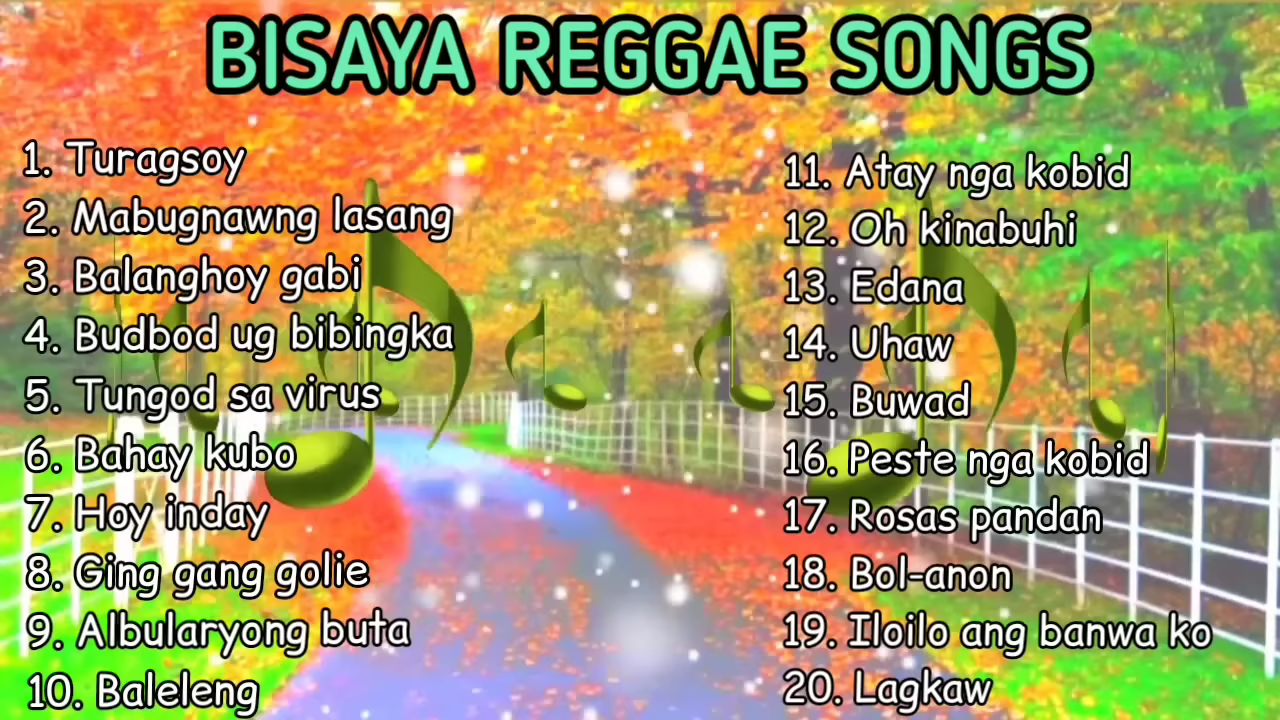 BISAYA REGGAE SONGS
1. Turagsoy
2. Mabugnawng lasang
3. Balanghoy gabi
4. Budbod ug bibingka
5. Tungod sa virus
6. Bahay kubo
7. Hoy inday
8. Ging gang golie
9. Albularyong buta
10. Baleleng
11. Atay nga kobid
12. Oh kinabuhi
13. Edana
14. Uhaw
15. Buwad
16. Peste nga kobid
17. Rosas pandan
18. Bol-anon
19. Iloilo ang banwa ko
20. Lagkaw